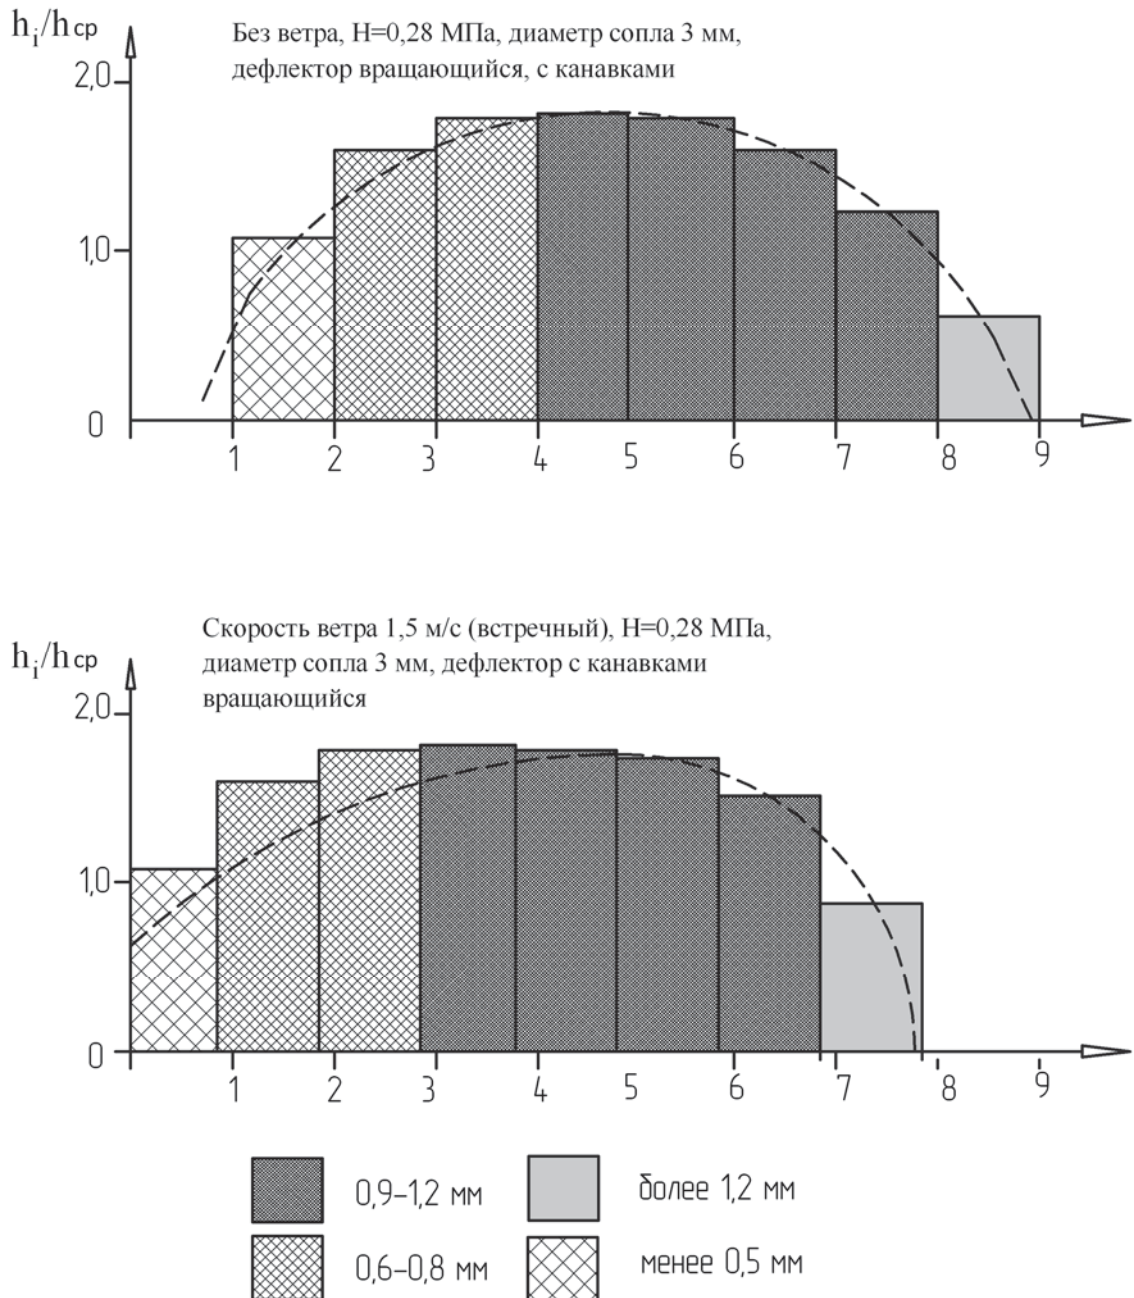 hᵢ/hср
Без ветра, Н=0,28 МПа, диаметр сопла 3 мм,
дефлектор вращающийся, с канавками
2,0
1,0
0
1 2 3 4 5 6 7 8 9
hᵢ/hср
Скорость ветра 1,5 м/с (встречный), Н=0,28 МПа,
диаметр сопла 3 мм, дефлектор с канавками
вращающийся
2,0
1,0
0
1 2 3 4 5 6 7 8 9
0,9–1,2 мм
более 1,2 мм
0,6–0,8 мм
менее 0,5 мм